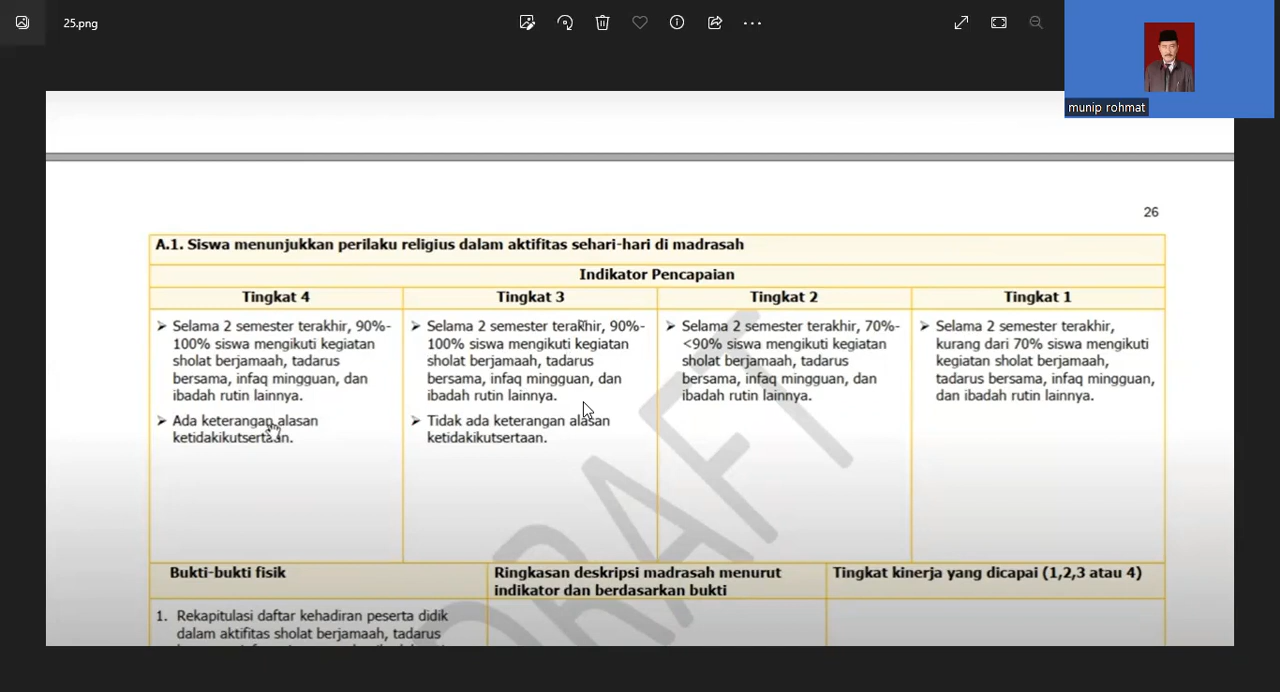 25.png
munip rohmat
26
A.1. Siswa menunjukkan perilaku religius dalam aktifitas sehari-hari di madrasah
Indikator Pencapaian
Tingkat 4
Tingkat 3
Tingkat 2
Tingkat 1
➢ Selama 2 semester terakhir, 90%-
100% siswa mengikuti kegiatan
sholat berjamaah, tadarus
bersama, infaq mingguan, dan
ibadah rutin lainnya.
➢ Ada keterangan alasan
ketidakikutsertaan.
➢ Selama 2 semester terakhir, 90%-
100% siswa mengikuti kegiatan
sholat berjamaah, tadarus
bersama, infaq mingguan, dan
ibadah rutin lainnya.
➢ Tidak ada keterangan alasan
ketidakikutsertaan.
➢ Selama 2 semester terakhir, 70%-
<90% siswa mengikuti kegiatan
sholat berjamaah, tadarus
bersama, infaq mingguan, dan
ibadah rutin lainnya.
➢ Selama 2 semester terakhir,
kurang dari 70% siswa mengikuti
kegiatan sholat berjamaah,
tadarus bersama, infaq mingguan,
dan ibadah rutin lainnya.
DRAFT
Bukti-bukti fisik
Ringkasan deskripsi madrasah menurut
indikator dan berdasarkan bukti
Tingkat kinerja yang dicapai (1,2,3 atau 4)
1. Rekapitulasi daftar kehadiran peserta didik
dalam aktifitas sholat berjamaah, tadarus